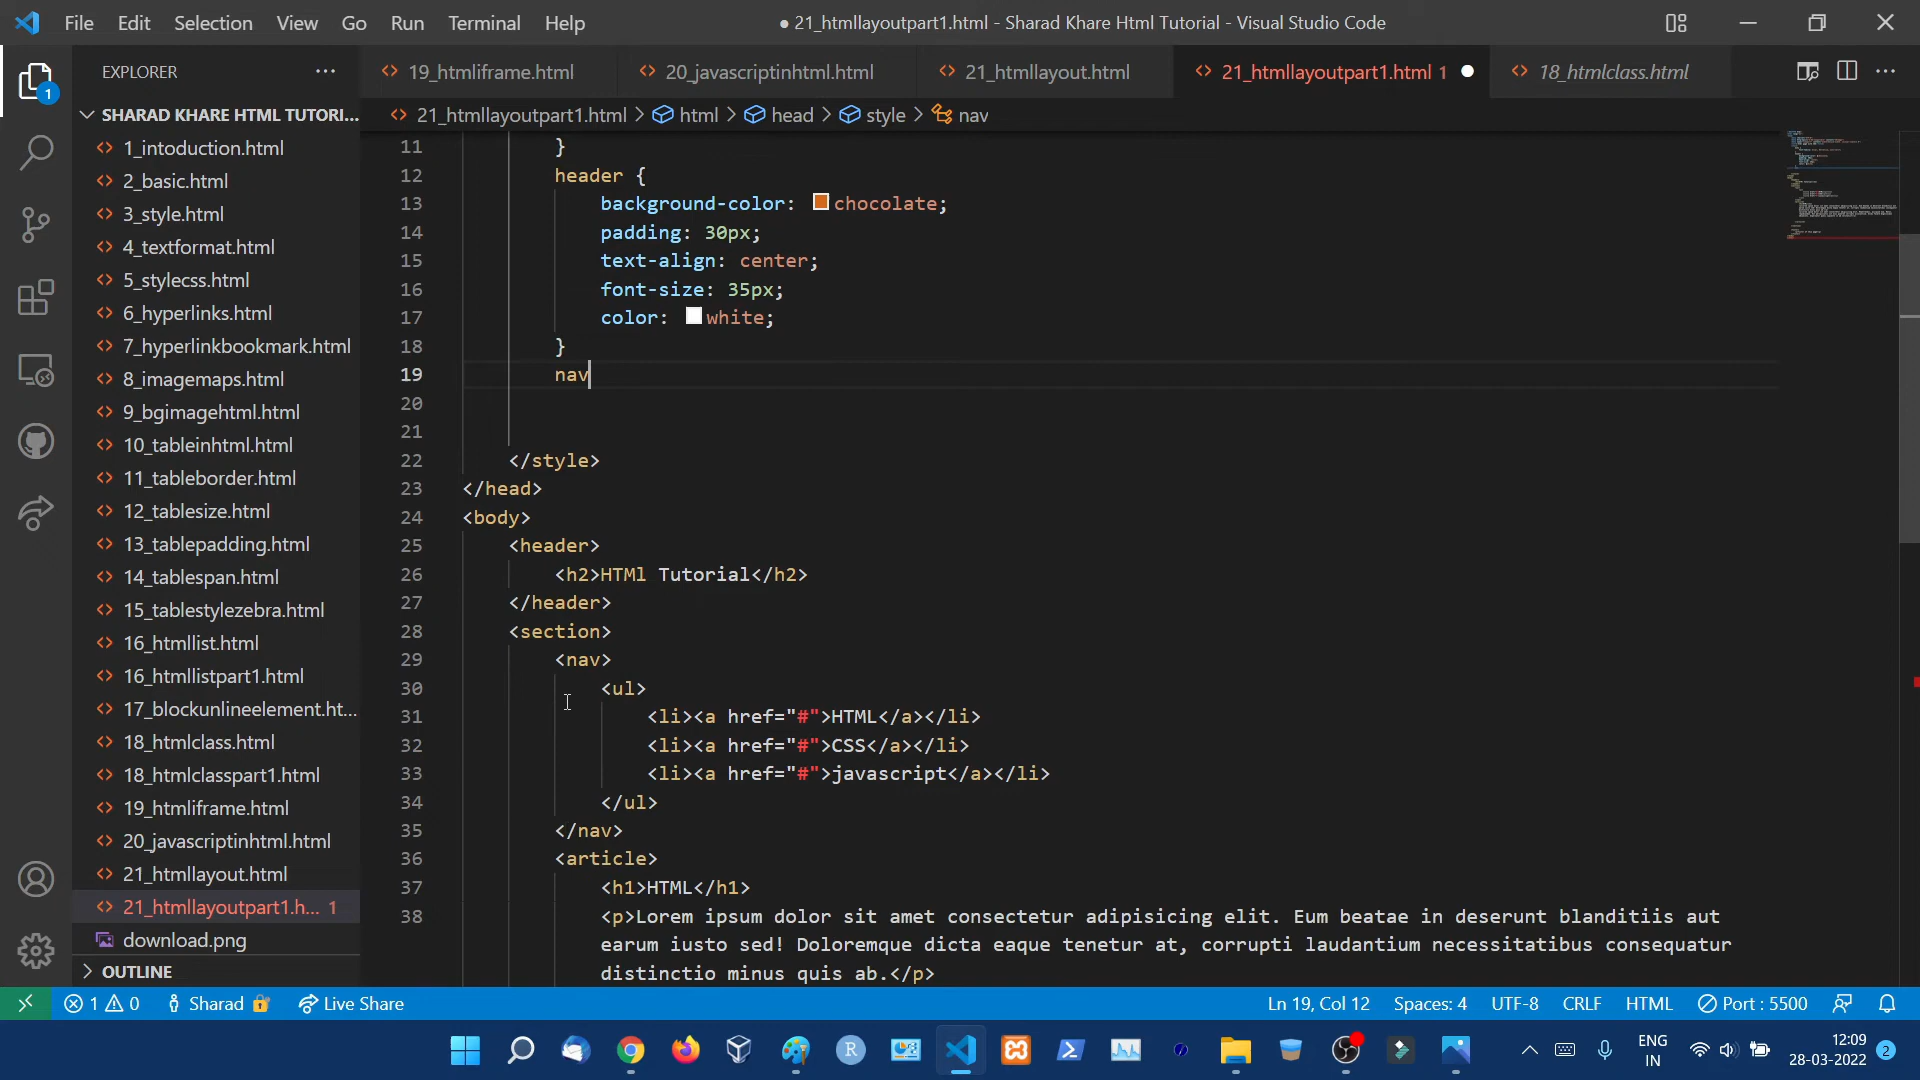 File Edit Selection View Go Run Terminal Help
● 21_htmllayoutpart1.html - Sharad Khare Html Tutorial - Visual Studio Code
EXPLORER ...
19_htmliframe.html 20_javascriptinhtml.html 21_htmllayout.html 21_htmllayoutpart1.html 1 ● 18_htmlclass.html ...
1
SHARAD KHARE HTML TUTORI...
21_htmllayoutpart1.html > html > head > style > nav
1_intoduction.html
2_basic.html
3_style.html
4_textformat.html
5_stylecss.html
6_hyperlinks.html
7_hyperlinkbookmark.html
8_imagemaps.html
9_bgimagehtml.html
10_tableinhtml.html
11_tableborder.html
12_tablesize.html
13_tablepadding.html
14_tablespan.html
15_tablestylezebra.html
16_htmllist.html
16_htmllistpart1.html
17_blockunlineelement.ht...
18_htmlclass.html
18_htmlclasspart1.html
19_htmliframe.html
20_javascriptinhtml.html
21_htmllayout.html
21_htmllayoutpart1.h... 1
download.png
OUTLINE
11 }
12 header {
13 background-color: chocolate;
14 padding: 30px;
15 text-align: center;
16 font-size: 35px;
17 color: white;
18 }
19 nav
20
21
22 </style>
23 </head>
24 <body>
25 <header>
26 <h2>HTMl Tutorial</h2>
27 </header>
28 <section>
29 <nav>
30 <ul>
31 <li><a href="#">HTML</a></li>
32 <li><a href="#">CSS</a></li>
33 <li><a href="#">javascript</a></li>
34 </ul>
35 </nav>
36 <article>
37 <h1>HTML</h1>
38 <p>Lorem ipsum dolor sit amet consectetur adipisicing elit. Eum beatae in deserunt blanditiis aut
earum iusto sed! Doloremque dicta eaque tenetur at, corrupti laudantium necessitatibus consequatur
distinctio minus quis ab.</p>
1 0 Sharad Live Share Ln 19, Col 12 Spaces: 4 UTF-8 CRLF HTML Port : 5500
R ENG 12:09
IN 28-03-2022 2